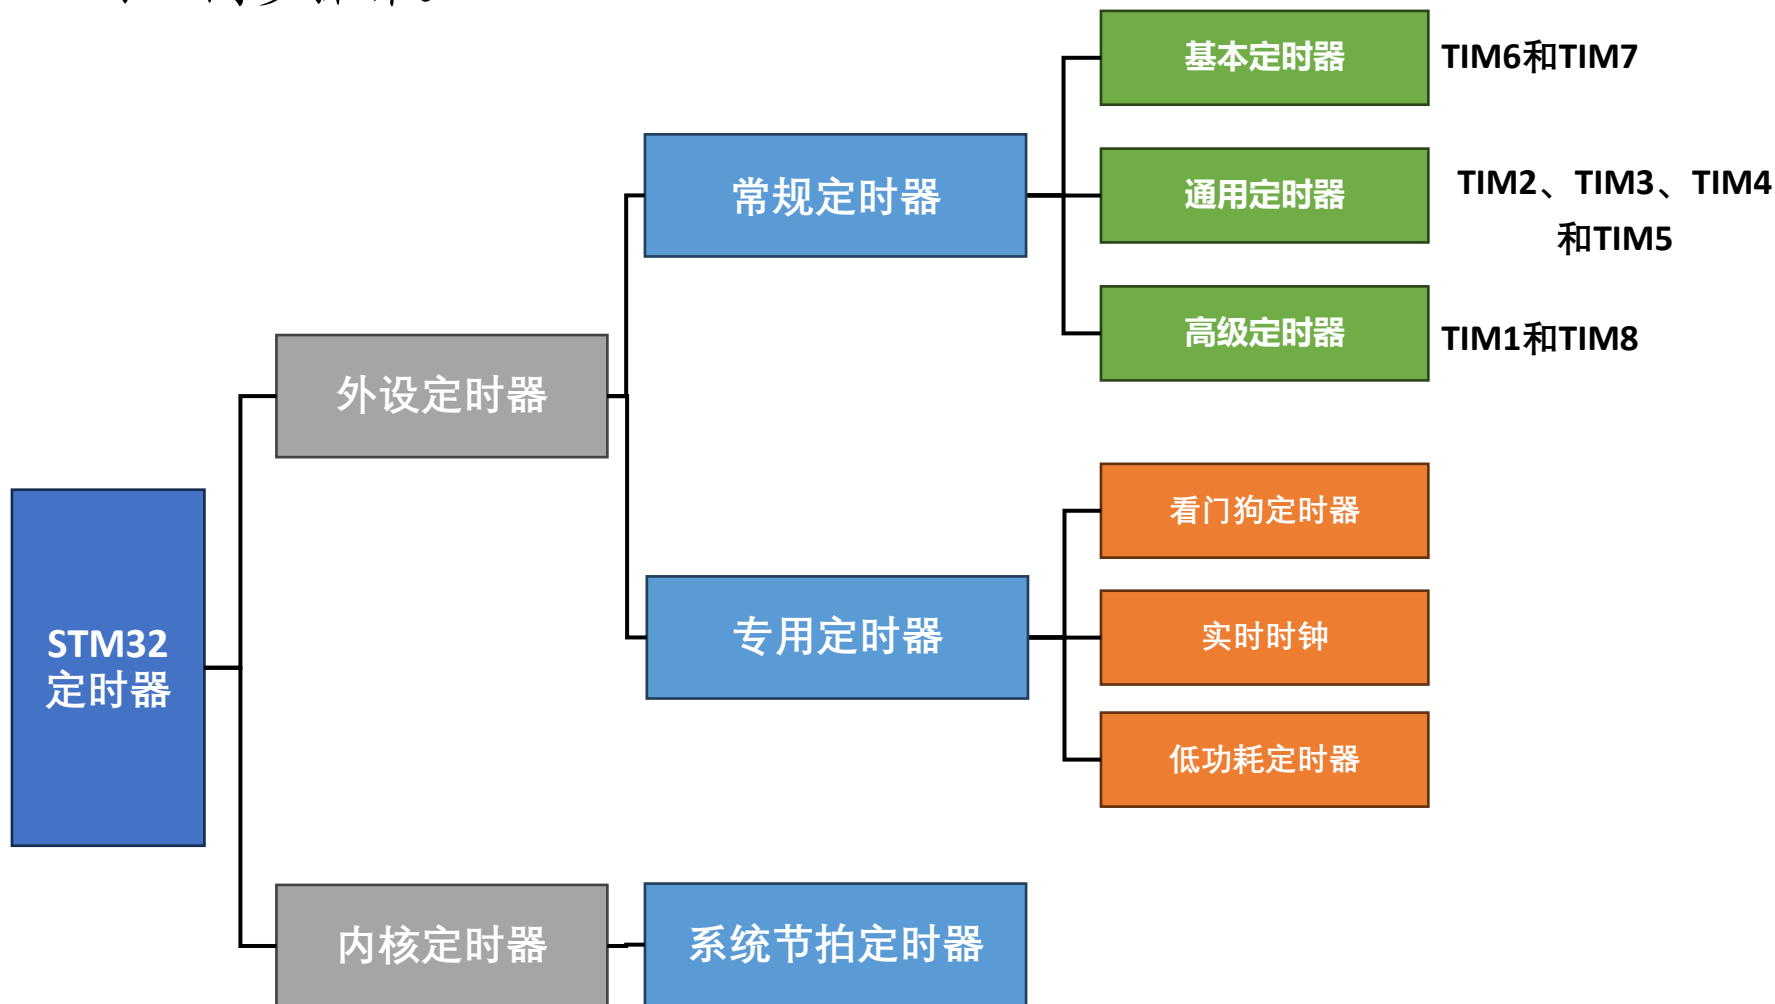 基本定时器
TIM6和TIM7
常规定时器
通用定时器
TIM2、TIM3、TIM4
和TIM5
高级定时器
TIM1和TIM8
外设定时器
看门狗定时器
STM32
定时器
专用定时器
实时时钟
低功耗定时器
内核定时器
系统节拍定时器